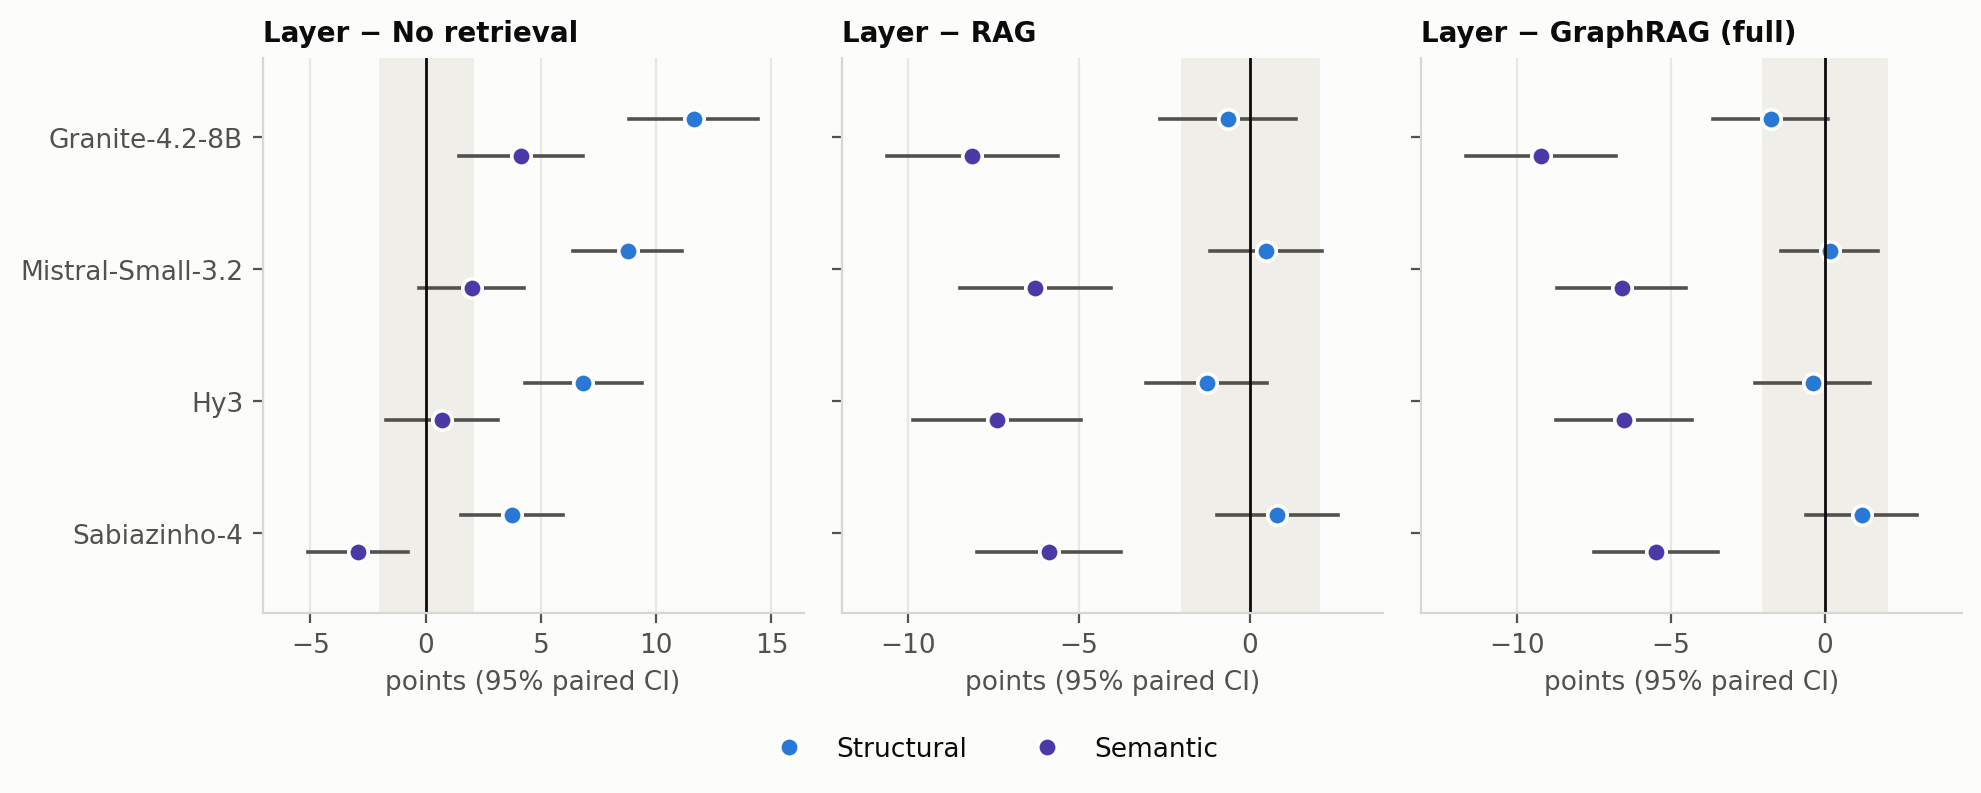 Layer − No retrieval
Layer − RAG
Layer − GraphRAG (full)
Granite-4.2-8B
Mistral-Small-3.2
Hy3
Sabiazinho-4
−5 0 5 10 15
−10 −5 0
−10 −5 0
points (95% paired CI)
points (95% paired CI)
points (95% paired CI)
Structural
Semantic